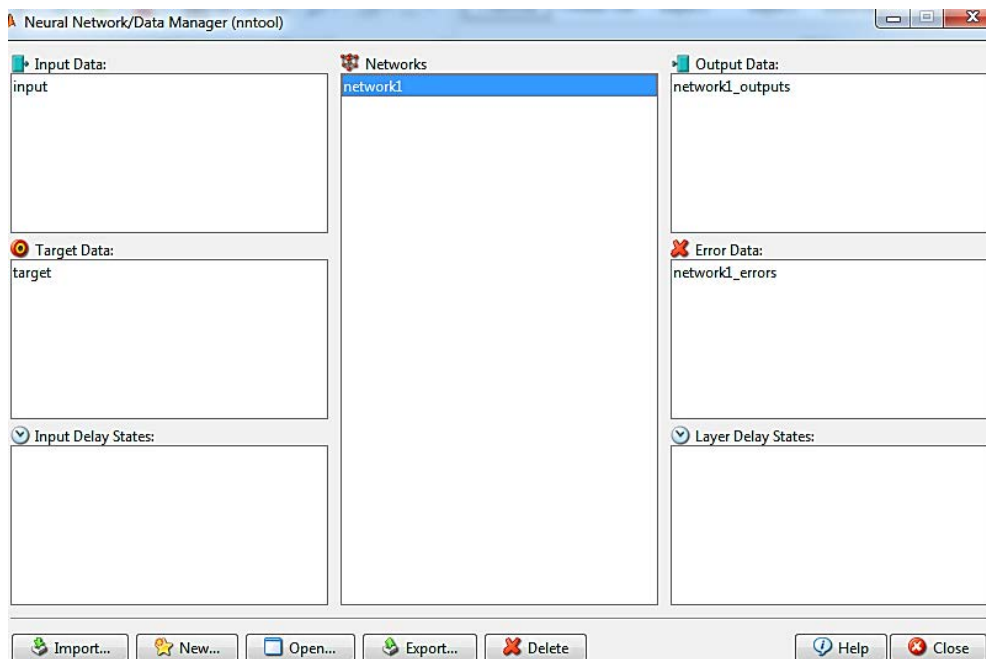 Neural Network/Data Manager (nntool)
Input Data:
input
Networks
network1
Output Data:
network1_outputs
Target Data:
target
Error Data:
network1_errors
Input Delay States:
Layer Delay States:
Import...
New...
Open...
Export...
Delete
Help
Close